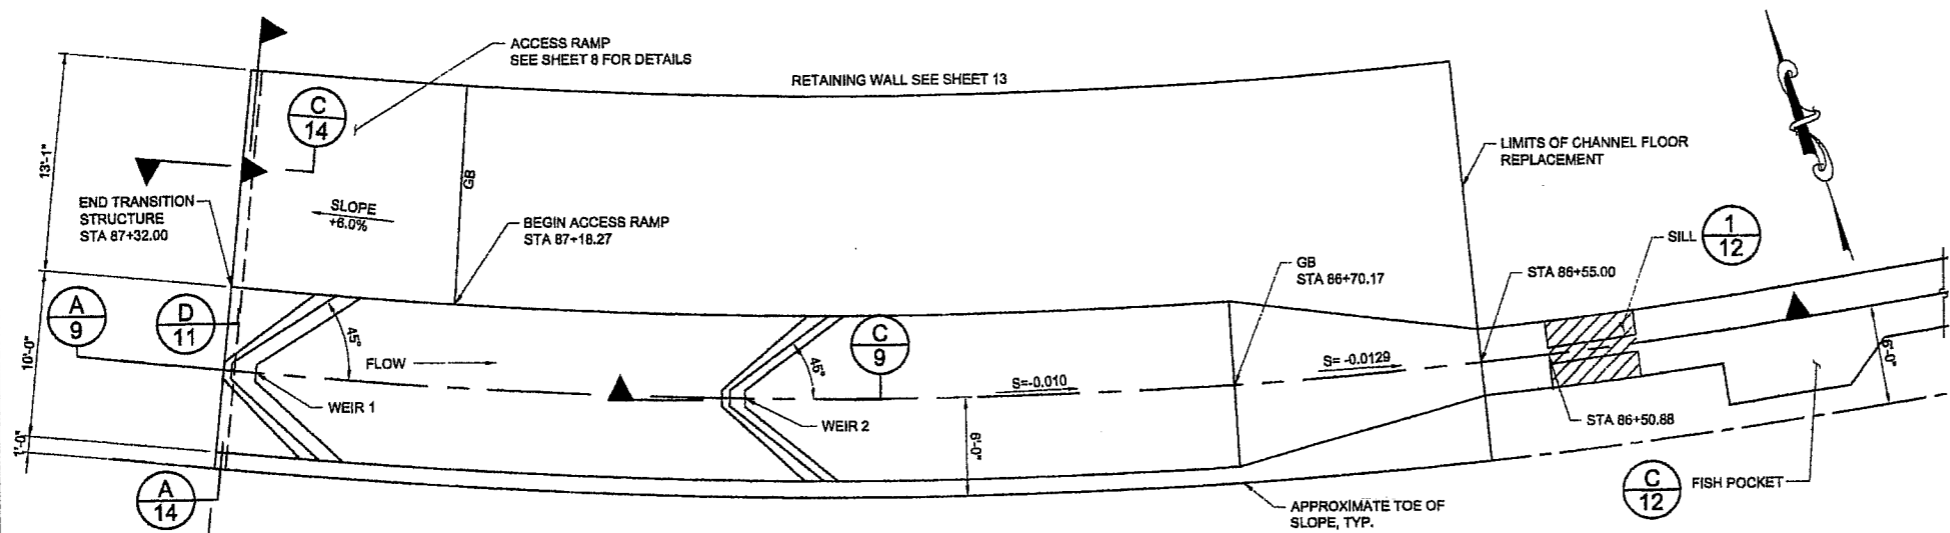 ACCESS RAMP
SEE SHEET 8 FOR DETAILS
RETAINING WALL SEE SHEET 13
C
14
13'-1"
GB
LIMITS OF CHANNEL FLOOR
REPLACEMENT
END TRANSITION
STRUCTURE
STA 87+32.00
SLOPE
+6.0%
BEGIN ACCESS RAMP
STA 87+18.27
SILL
1
12
GB
STA 86+70.17
STA 86+55.00
A
9
D
11
10'-0"
45°
FLOW
C
9
45°
S=-0.010
S= -0.0129
6'-0"
WEIR 1
WEIR 2
STA 86+50.88
1'-0"
6'-0"
A
14
APPROXIMATE TOE OF
SLOPE, TYP.
C
12
FISH POCKET